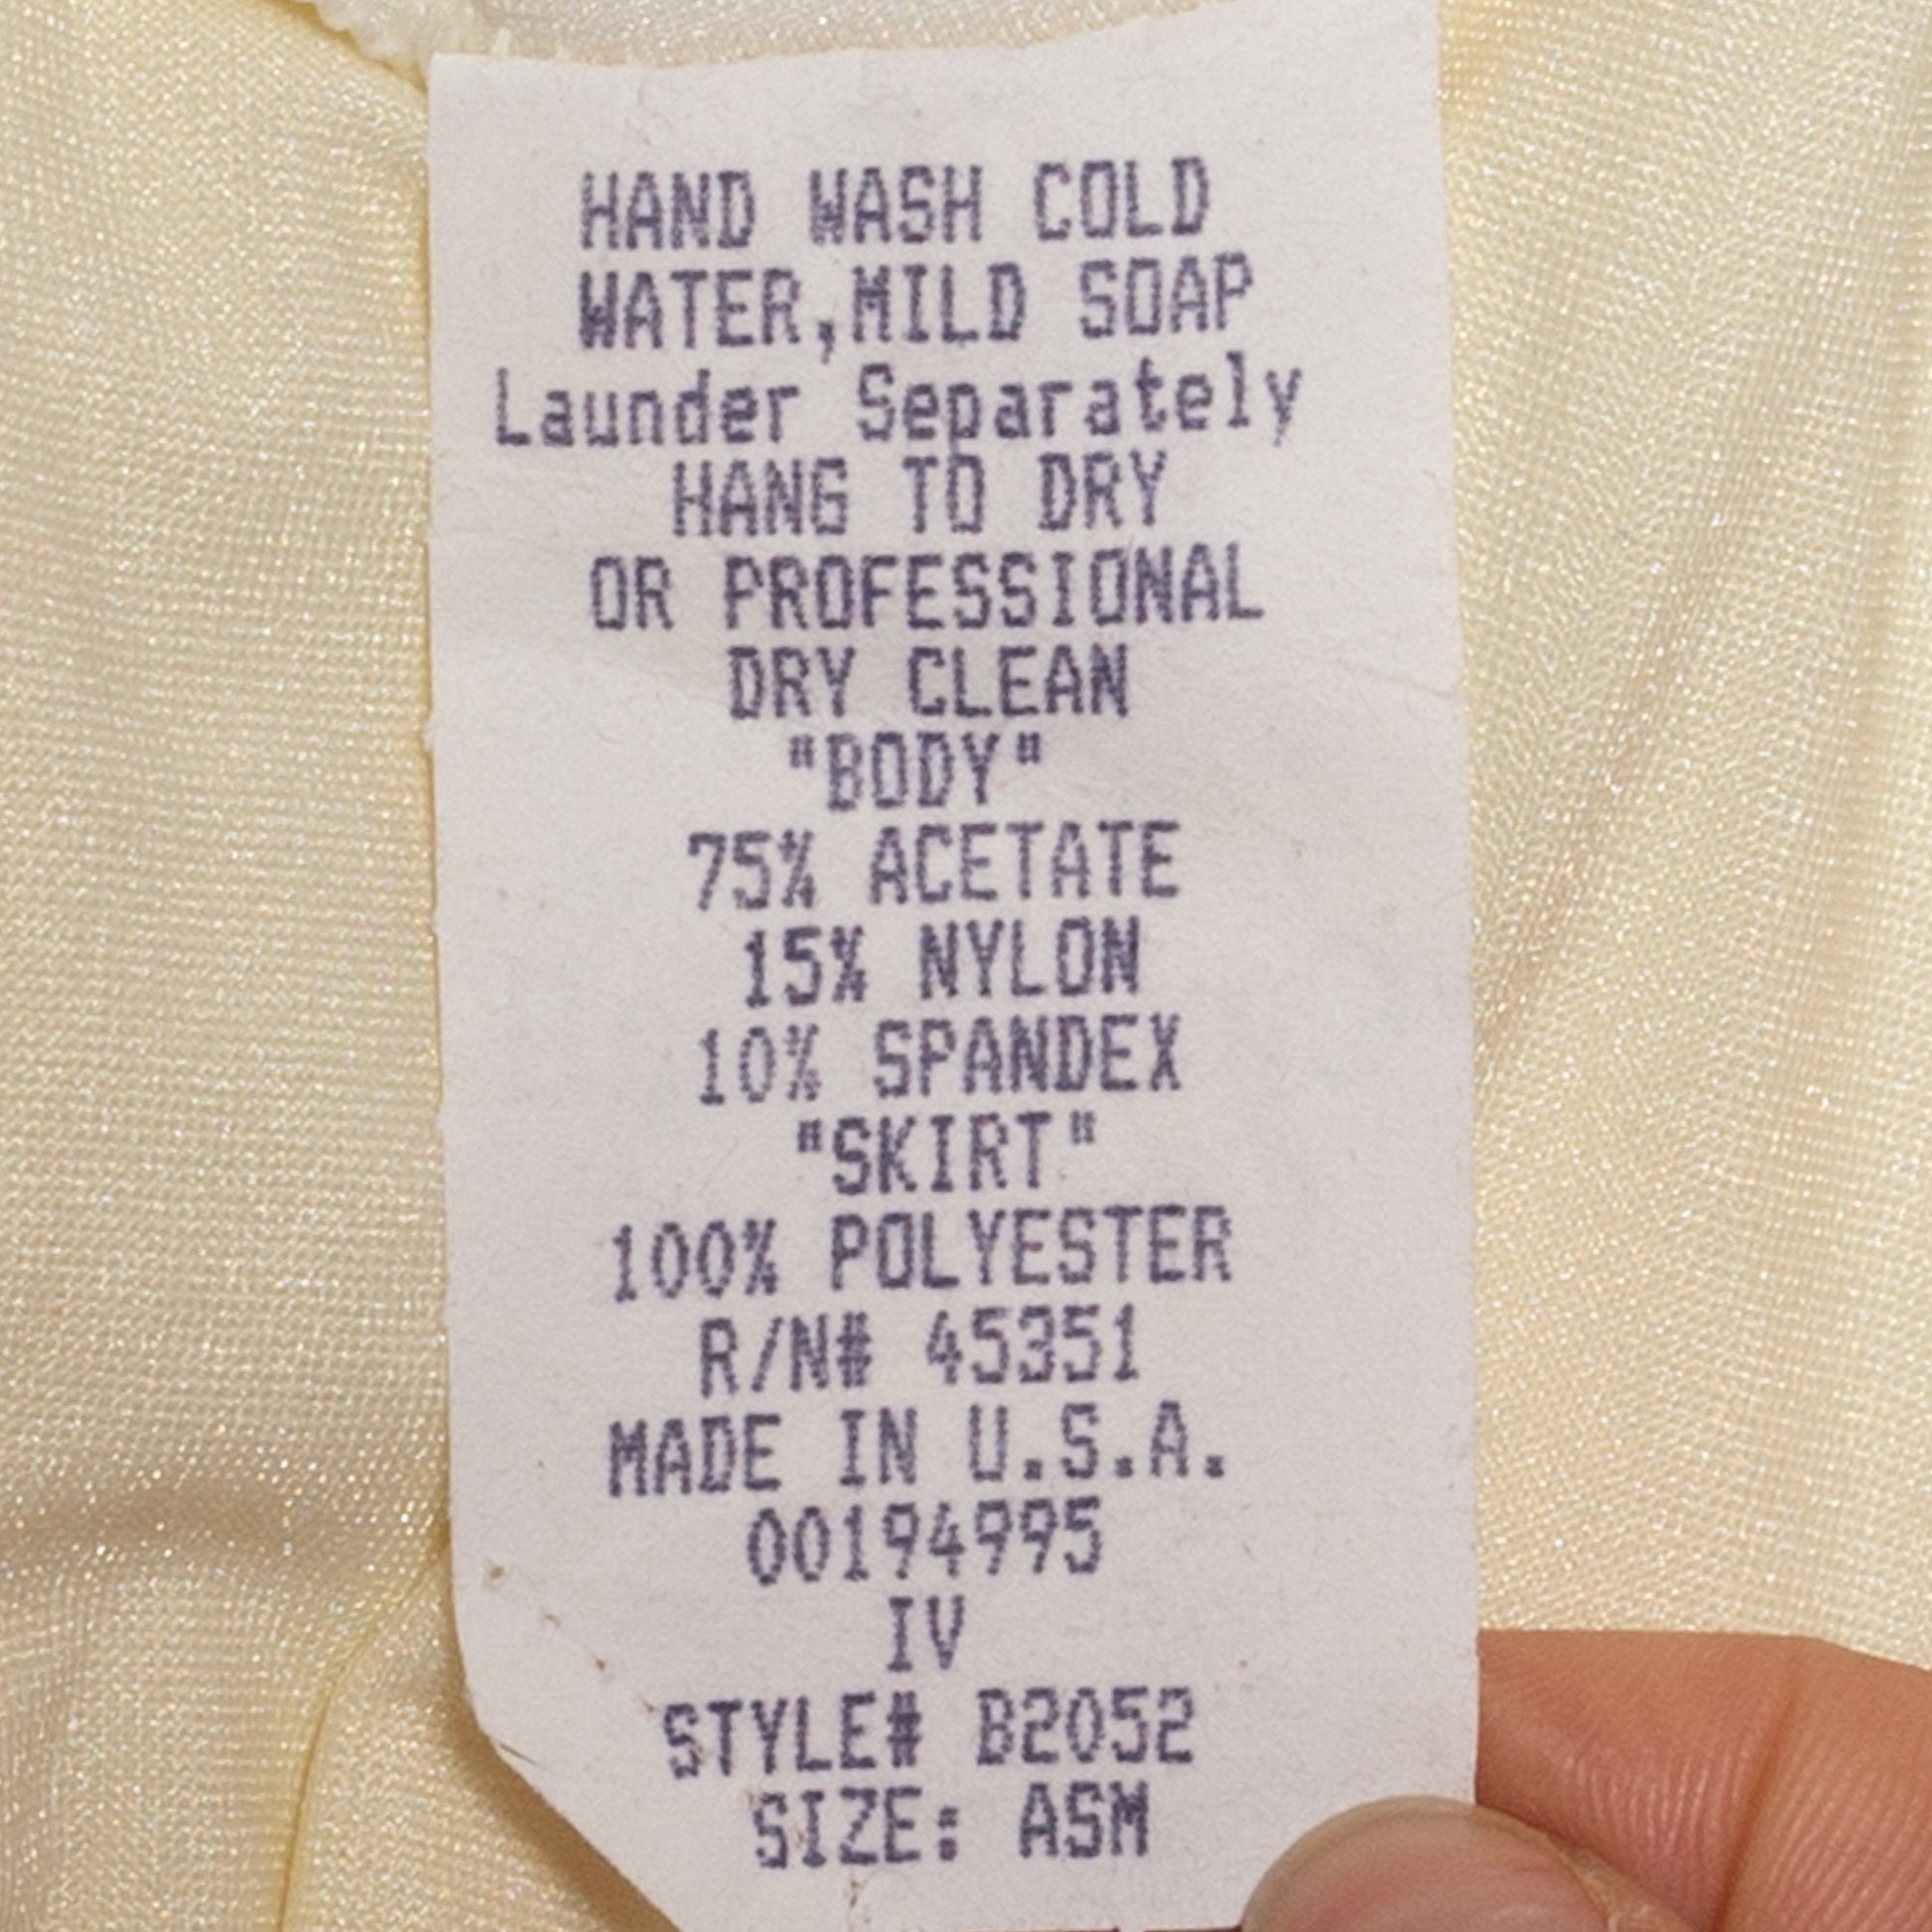 HAND WASH COLD
WATER,MILD SOAP
Launder Separately
HANG TO DRY
OR PROFESSIONAL
DRY CLEAN
"BODY"
75% ACETATE
15% NYLON
10% SPANDEX
"SKIRT"
100% POLYESTER
R/N# 45351
MADE IN U.S.A.
00194995
IV
STYLE# B2052
SIZE: ASM